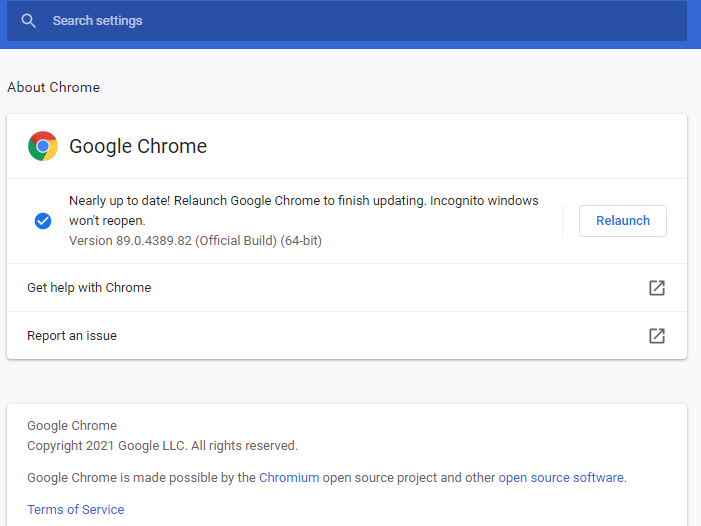 Search settings
About Chrome
Google Chrome
Nearly up to date! Relaunch Google Chrome to finish updating. Incognito windows
won't reopen.
Version 89.0.4389.82 (Official Build) (64-bit)
Relaunch
Get help with Chrome
Report an issue
Google Chrome
Copyright 2021 Google LLC. All rights reserved.
Google Chrome is made possible by the Chromium open source project and other open source software.
Terms of Service